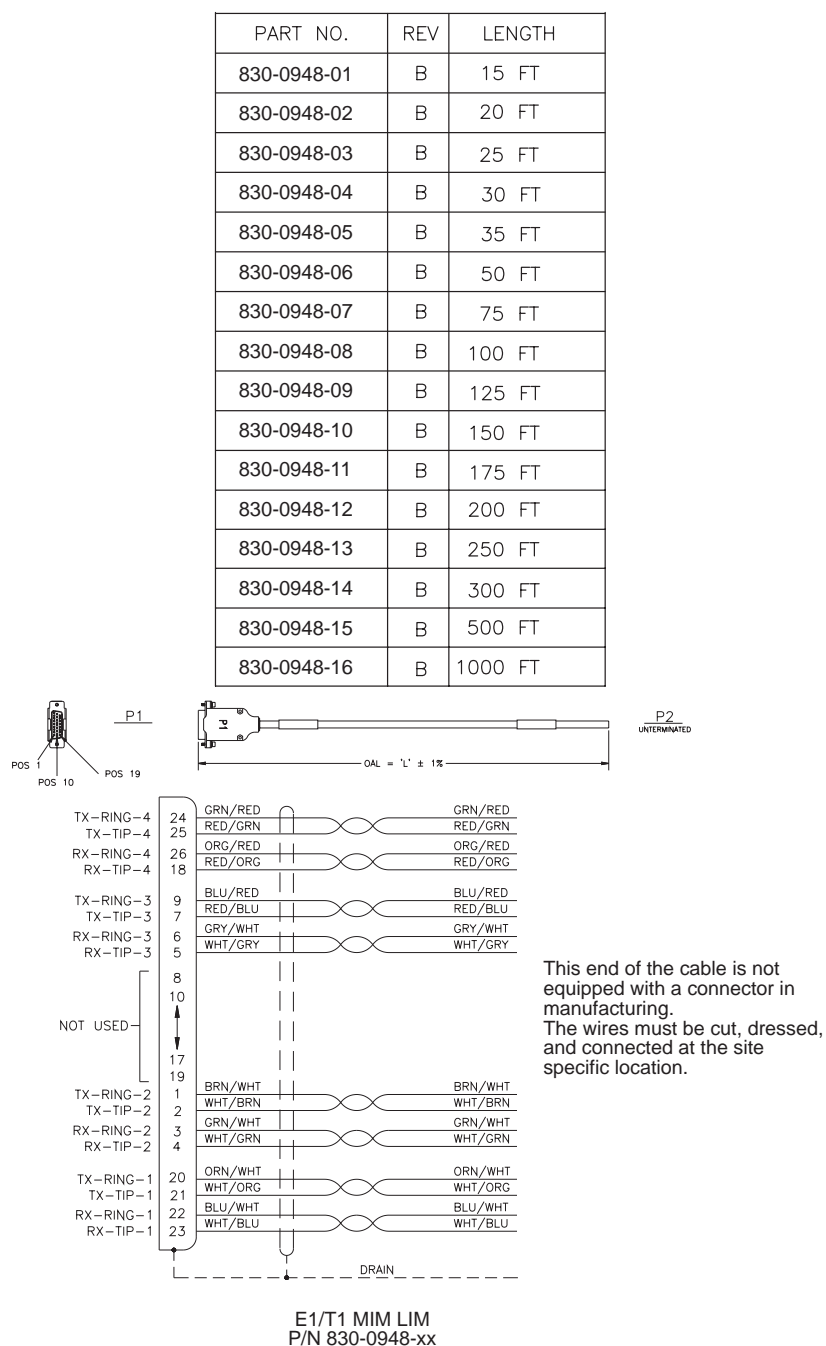 PART NO. REV LENGTH
830-0948-01 B 15 FT
830-0948-02 B 20 FT
830-0948-03 B 25 FT
830-0948-04 B 30 FT
830-0948-05 B 35 FT
830-0948-06 B 50 FT
830-0948-07 B 75 FT
830-0948-08 B 100 FT
830-0948-09 B 125 FT
830-0948-10 B 150 FT
830-0948-11 B 175 FT
830-0948-12 B 200 FT
830-0948-13 B 250 FT
830-0948-14 B 300 FT
830-0948-15 B 500 FT
830-0948-16 B 1000 FT
P1
P1
P2
UNTERMINATED
POS 1
POS 10
POS 19
OAL = 'L' ± 1%
TX-RING-4 24 GRN/RED GRN/RED
TX-TIP-4 25 RED/GRN RED/GRN
RX-RING-4 26 ORG/RED ORG/RED
RX-TIP-4 18 RED/ORG RED/ORG
TX-RING-3 9 BLU/RED BLU/RED
TX-TIP-3 7 RED/BLU RED/BLU
RX-RING-3 6 GRY/WHT GRY/WHT
RX-TIP-3 5 WHT/GRY WHT/GRY
8
10
NOT USED
17
19
TX-RING-2 1 BRN/WHT BRN/WHT
TX-TIP-2 2 WHT/BRN WHT/BRN
RX-RING-2 3 GRN/WHT GRN/WHT
RX-TIP-2 4 WHT/GRN WHT/GRN
TX-RING-1 20 ORN/WHT ORN/WHT
TX-TIP-1 21 WHT/ORG WHT/ORG
RX-RING-1 22 BLU/WHT BLU/WHT
RX-TIP-1 23 WHT/BLU WHT/BLU
DRAIN
This end of the cable is not
equipped with a connector in
manufacturing.
The wires must be cut, dressed,
and connected at the site
specific location.
E1/T1 MIM LIM
P/N 830-0948-xx